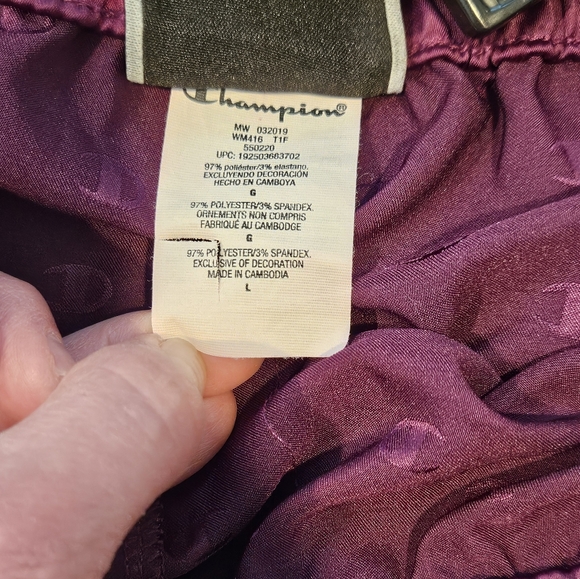 Champion®
MW 032019
WM416 T1F
550220
UPC: 192503683702
97% poliéster/3% elastano.
EXCLUYENDO DECORACIÓN
HECHO EN CAMBOYA
G
97% POLYESTER/3% SPANDEX.
ORNEMENTS NON COMPRIS
FABRIQUÉ AU CAMBODGE
G
97% POLYESTER/3% SPANDEX.
EXCLUSIVE OF DECORATION
MADE IN CAMBODIA
L